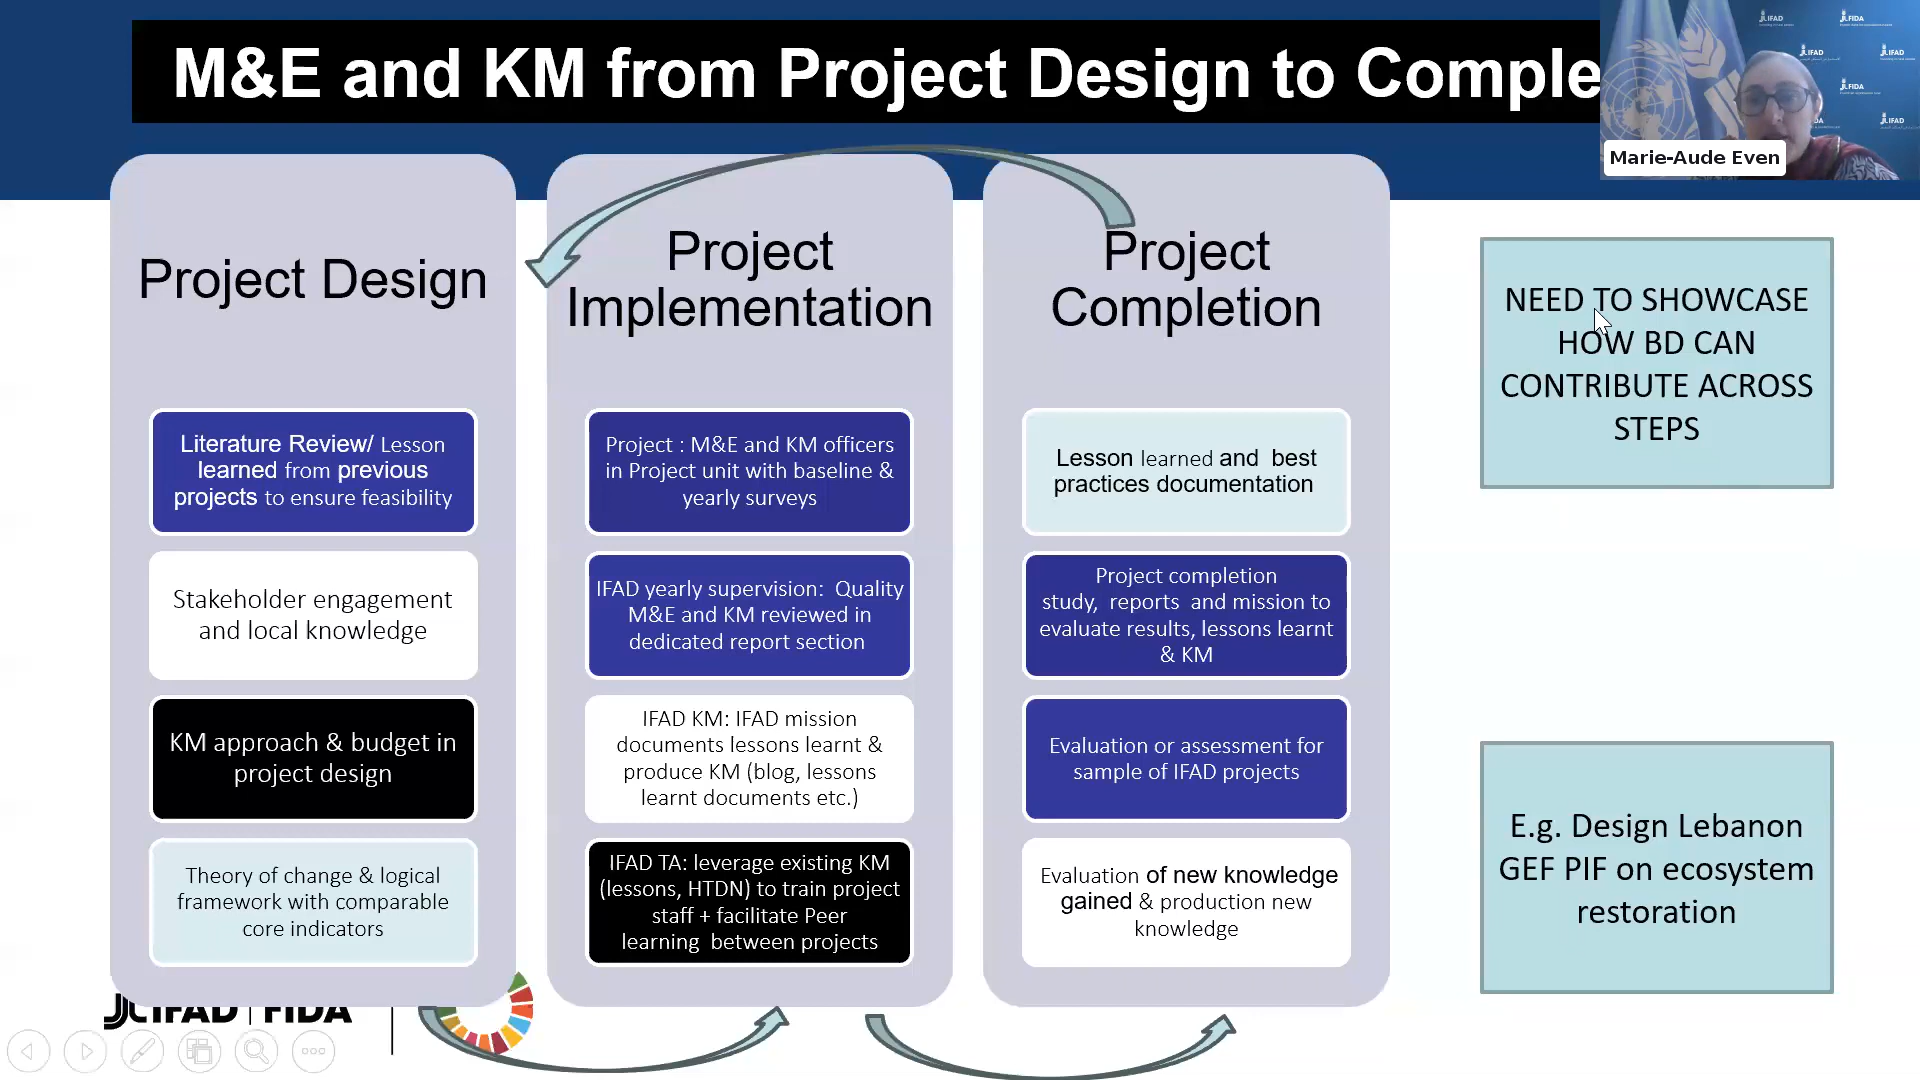 M&E and KM from Project Design to Comple
Marie-Aude Even
IFAD
FIDA
IFAD
IFAD
FIDA
IFAD
Project Design
Literature Review/ Lesson
learned from previous
projects to ensure feasibility
Stakeholder engagement
and local knowledge
KM approach & budget in
project design
Theory of change & logical
framework with comparable
core indicators
Project
Implementation
Project : M&E and KM officers
in Project unit with baseline &
yearly surveys
IFAD yearly supervision: Quality
M&E and KM reviewed in
dedicated report section
IFAD KM: IFAD mission
documents lessons learnt &
produce KM (blog, lessons
learnt documents etc.)
IFAD TA: leverage existing KM
(lessons, HTDN) to train project
staff + facilitate Peer
learning between projects
Project
Completion
Lesson learned and best
practices documentation
Project completion
study, reports and mission to
evaluate results, lessons learnt
& KM
Evaluation or assessment for
sample of IFAD projects
Evaluation of new knowledge
gained & production new
knowledge
NEED TO SHOWCASE
HOW BD CAN
CONTRIBUTE ACROSS
STEPS
E.g. Design Lebanon
GEF PIF on ecosystem
restoration
IFAD | FIDA